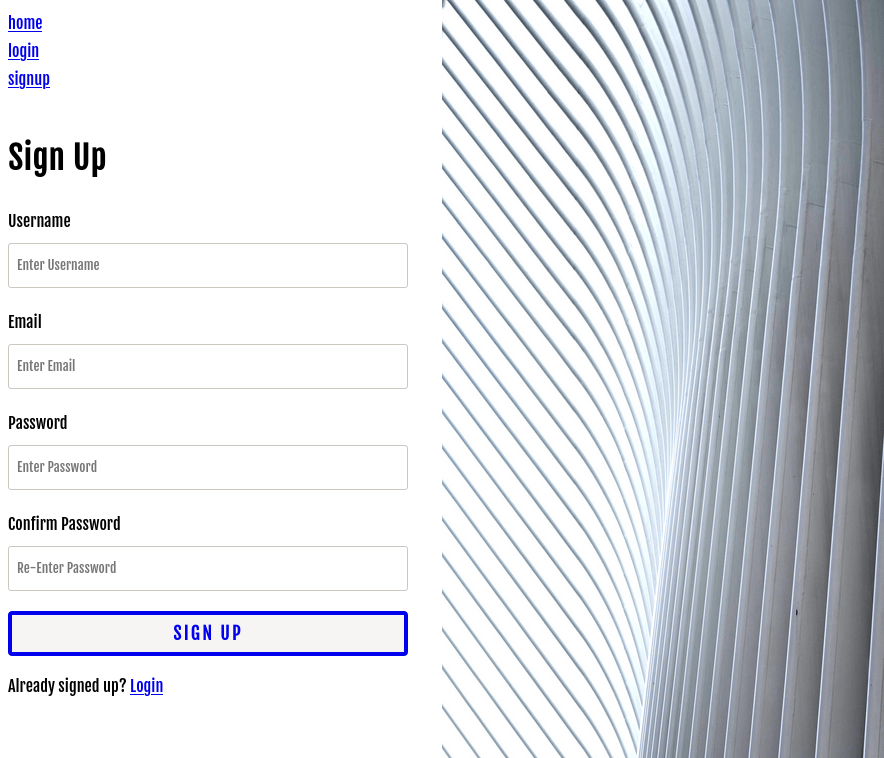 home
login
signup
Sign Up
Username
Enter Username
Email
Enter Email
Password
Enter Password
Confirm Password
Re-Enter Password
SIGN UP
Already signed up? Login